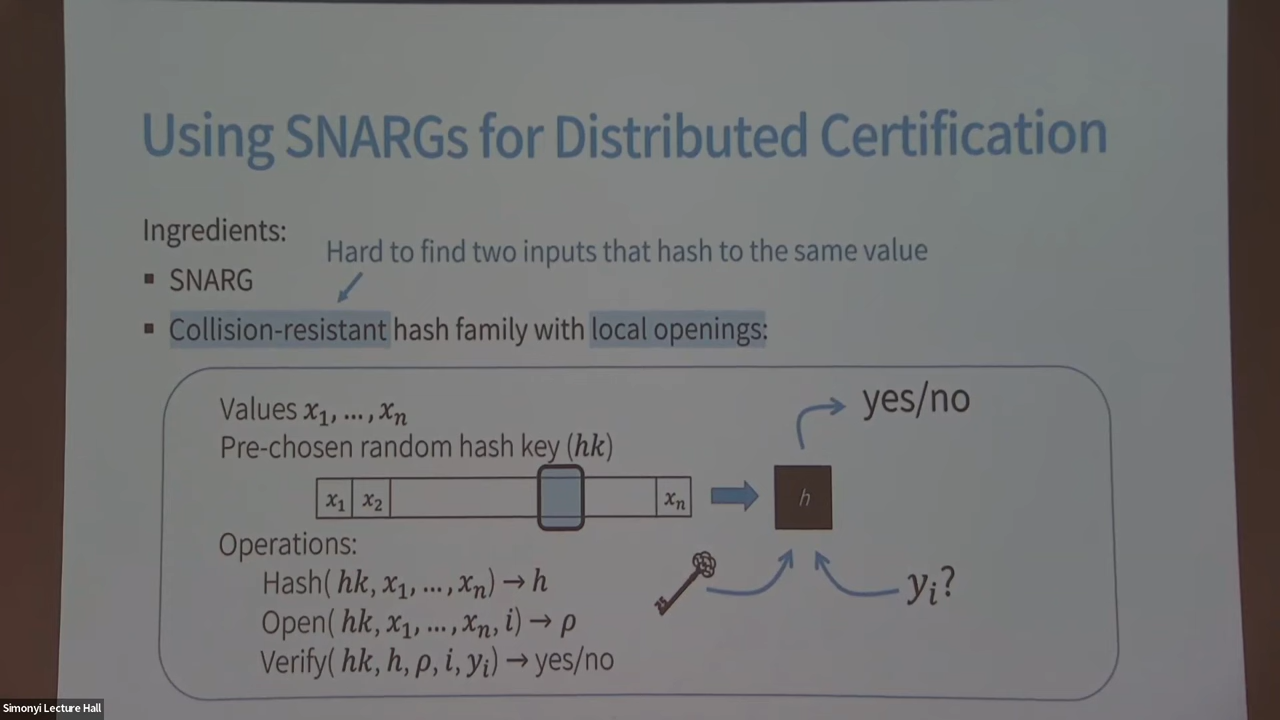 Using SNARGs for Distributed Certification
Ingredients:
Hard to find two inputs that hash to the same value
▪ SNARG
▪ Collision-resistant hash family with local openings:
Values x₁, …, xₙ
yes/no
Pre-chosen random hash key (hk)
x₁ x₂ xₙ h
Operations:
Hash( hk, x₁, …, xₙ) → h
yᵢ?
Open( hk, x₁, …, xₙ, i) → ρ
Verify( hk, h, ρ, i, yᵢ) → yes/no
Simonyi Lecture Hall